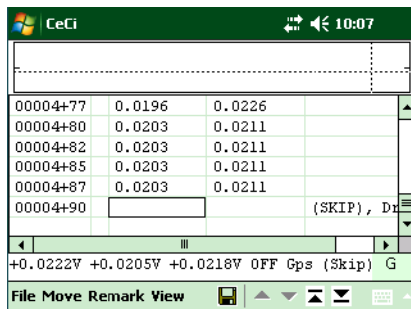 CeCi 10:07
00004+77 0.0196 0.0226
00004+80 0.0203 0.0211
00004+82 0.0203 0.0211
00004+85 0.0203 0.0211
00004+87 0.0203 0.0211
00004+90 (SKIP), Dr
+0.0222V +0.0205V +0.0218V OFF Gps (Skip) G
File Move Remark View